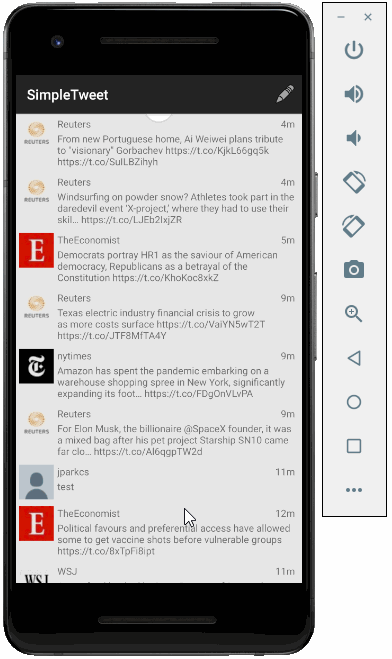 SimpleTweet
Reuters 4m
From new Portuguese home, Ai Weiwei plans tribute
to "visionary" Gorbachev https://t.co/KjkL66gq5k
https://t.co/SulLBZihyh
Reuters 4m
Windsurfing on powder snow? Athletes took part in the
daredevil event 'X-project,' where they had to use their
skil... https://t.co/LJEb2IxjZR
TheEconomist 5m
Democrats portray HR1 as the saviour of American
democracy, Republicans as a betrayal of the
Constitution https://t.co/KhoKoc8xkZ
Reuters 9m
Texas electric industry financial crisis to grow
as more costs surface https://t.co/VaiYN5wT2T
https://t.co/JTF8MfTA4Y
nytimes 9m
Amazon has spent the pandemic embarking on a
warehouse shopping spree in New York, significantly
expanding its foot... https://t.co/FDgOnVLvPA
Reuters 9m
For Elon Musk, the billionaire @SpaceX founder, it was
a mixed bag after his pet project Starship SN10 came
far clo... https://t.co/AI6qgpTW2d
jparkcs 11m
test
TheEconomist 12m
Political favours and preferential access have allowed
some to get vaccine shots before vulnerable groups
https://t.co/8xTpFi8ipt
WSJ 11m
WSJ
REUTERS
REUTERS
E
REUTERS
REUTERS
E